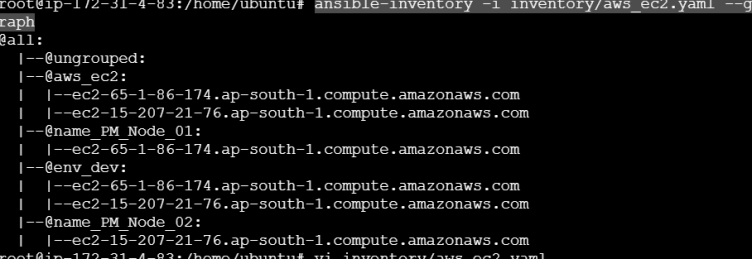 root@ip-172-31-4-83:/home/ubuntu# ansible-inventory -i inventory/aws_ec2.yaml --g
raph
@all:
  |--@ungrouped:
  |--@aws_ec2:
  |  |--ec2-65-1-86-174.ap-south-1.compute.amazonaws.com
  |  |--ec2-15-207-21-76.ap-south-1.compute.amazonaws.com
  |--@name_PM_Node_01:
  |  |--ec2-65-1-86-174.ap-south-1.compute.amazonaws.com
  |--@env_dev:
  |  |--ec2-65-1-86-174.ap-south-1.compute.amazonaws.com
  |  |--ec2-15-207-21-76.ap-south-1.compute.amazonaws.com
  |--@name_PM_Node_02:
  |  |--ec2-15-207-21-76.ap-south-1.compute.amazonaws.com
root@ip-172-31-4-83:/home/ubuntu# vi inventory/aws_ec2.yaml